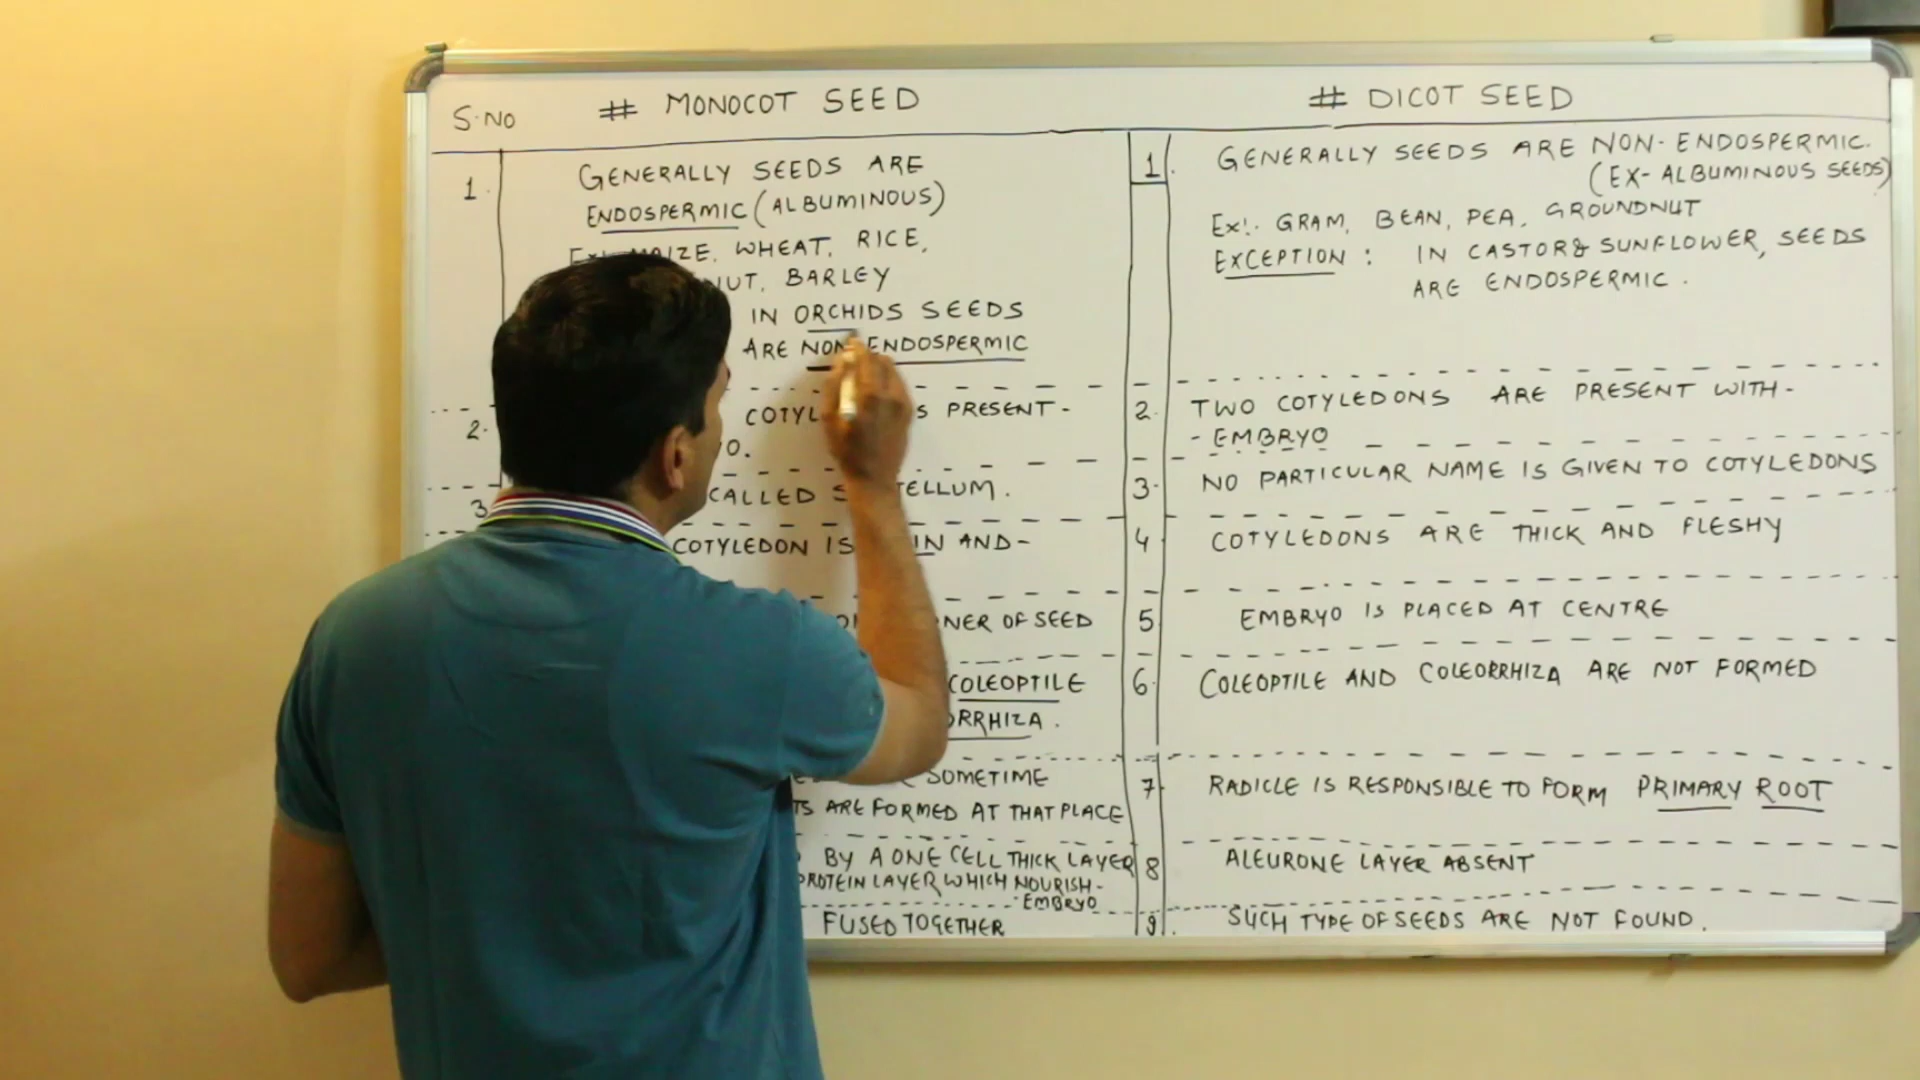 S.NO # MONOCOT SEED # DICOT SEED
1. GENERALLY SEEDS ARE
ENDOSPERMIC (ALBUMINOUS)
WHEAT, RICE,
BARLEY
IN ORCHIDS SEEDS
ARE NON-ENDOSPERMIC
2. PRESENT-
3 CALLED
COTYLEDON IS AND-
OF SEED
COLEOPTILE
SOMETIME
ARE FORMED AT THAT PLACE
BY A ONE CELL THICK LAYER
LAYER WHICH NOURISH-
-EMBRYO
FUSED TOGETHER
1. GENERALLY SEEDS ARE NON-ENDOSPERMIC.
(EX-ALBUMINOUS SEEDS)
Ex:. GRAM, BEAN, PEA, GROUNDNUT
EXCEPTION : IN CASTOR & SUNFLOWER, SEEDS
ARE ENDOSPERMIC.
2. TWO COTYLEDONS ARE PRESENT WITH-
-EMBRYO
3. NO PARTICULAR NAME IS GIVEN TO COTYLEDONS
4 COTYLEDONS ARE THICK AND FLESHY
5 EMBRYO IS PLACED AT CENTRE
6. COLEOPTILE AND COLEORRHIZA ARE NOT FORMED
7 RADICLE IS RESPONSIBLE TO FORM PRIMARY ROOT
8 ALEURONE LAYER ABSENT
9. SUCH TYPE OF SEEDS ARE NOT FOUND.